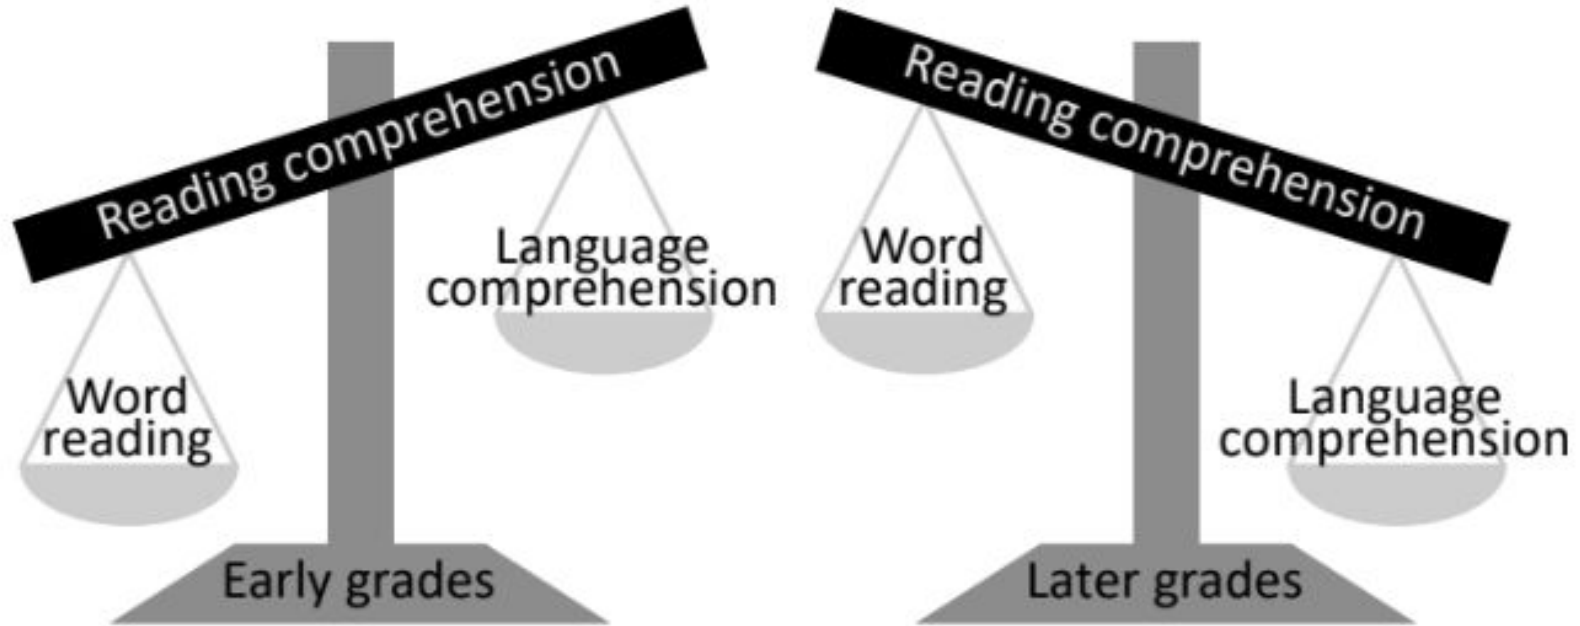 Reading comprehension
Language
comprehension
Word
reading
Early grades
Reading comprehension
Word
reading
Language
comprehension
Later grades